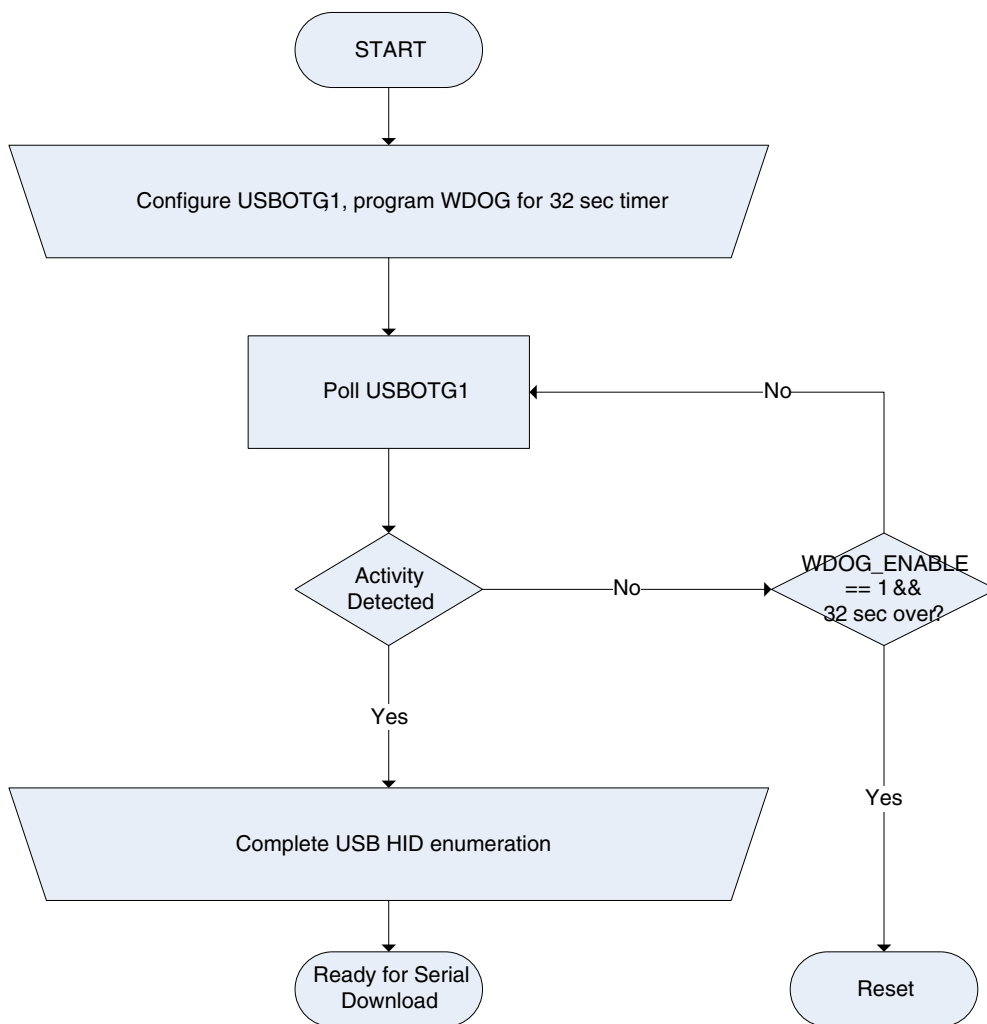 START
Configure USBOTG1, program WDOG for 32 sec timer
Poll USBOTG1
No
Activity
Detected
No
WDOG_ENABLE
== 1 &&
32 sec over?
Yes
Yes
Complete USB HID enumeration
Ready for Serial
Download
Reset